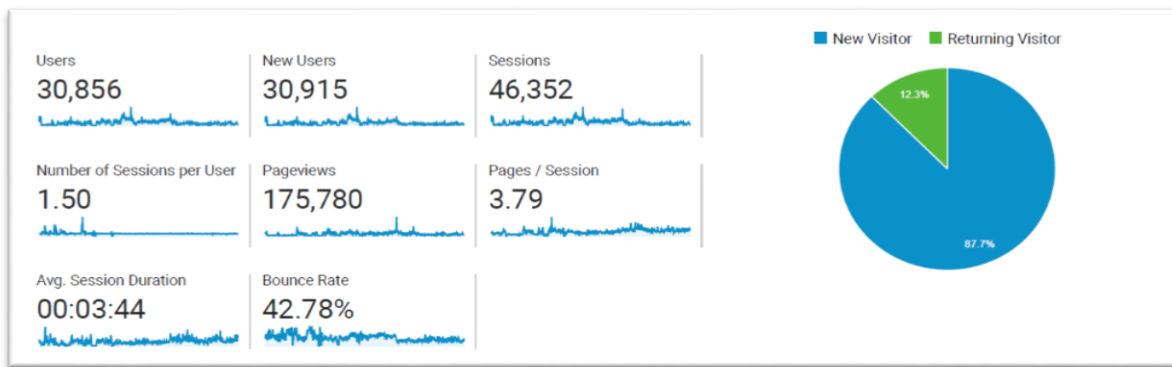 New Visitor Returning Visitor
Users New Users Sessions
30,856 30,915 46,352
12.3%
Number of Sessions per User Pageviews Pages / Session
1.50 175,780 3.79
87.7%
Avg. Session Duration Bounce Rate
00:03:44 42.78%